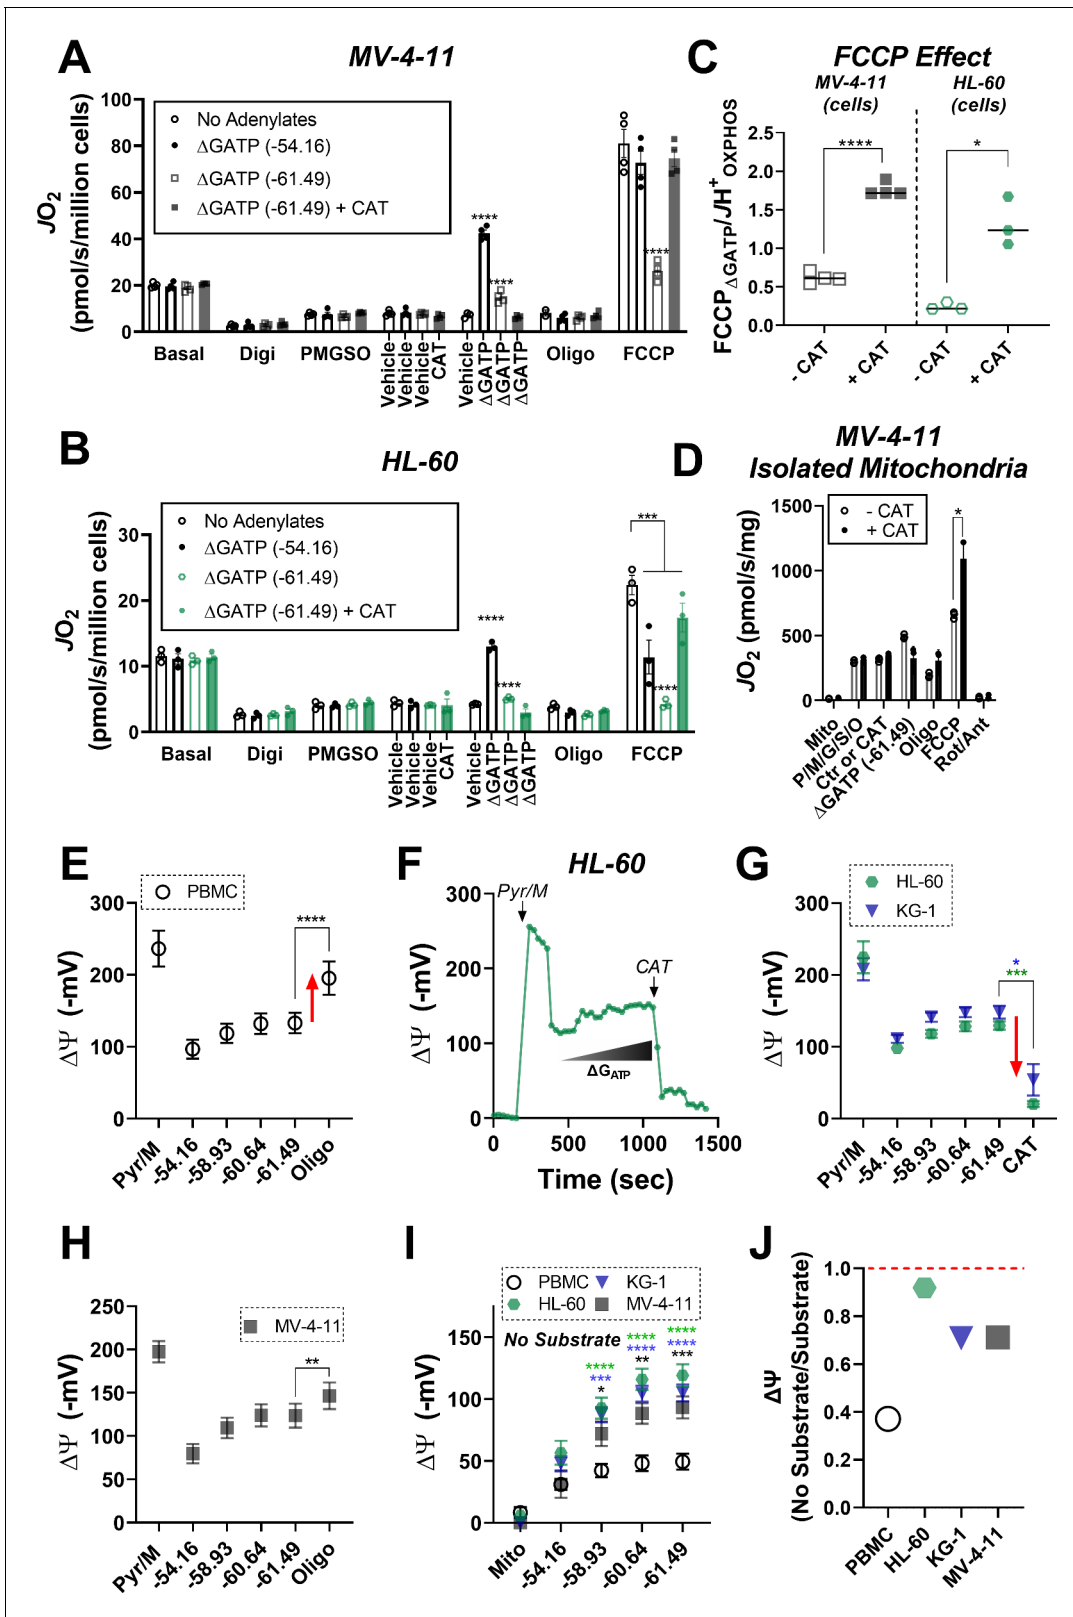 A
MV-4-11
JO2
(pmol/s/million cells)
100
80
60
40
20
0
No Adenylates
ΔGATP (-54.16)
ΔGATP (-61.49)
ΔGATP (-61.49) + CAT
****
****
****
Basal
Digi
PMGSO
Vehicle
Vehicle
Vehicle
CAT
Vehicle
ΔGATP
ΔGATP
ΔGATP
Oligo
FCCP
C
FCCP Effect
MV-4-11
(cells)
HL-60
(cells)
FCCPΔGATP/JH+OXPHOS
2.5
2.0
1.5
1.0
0.5
0.0
****
*
- CAT
+ CAT
- CAT
+ CAT
B
HL-60
JO2
(pmol/s/million cells)
30
20
10
0
No Adenylates
ΔGATP (-54.16)
ΔGATP (-61.49)
ΔGATP (-61.49) + CAT
****
****
***
****
Basal
Digi
PMGSO
Vehicle
Vehicle
Vehicle
CAT
Vehicle
ΔGATP
ΔGATP
ΔGATP
Oligo
FCCP
D
MV-4-11
Isolated Mitochondria
JO2 (pmol/s/mg)
1500
1000
500
0
- CAT
+ CAT
*
Mito
P/M/G/S/O
Ctr or CAT
ΔGATP (-61.49)
Oligo
FCCP
Rot/Ant
E
PBMC
ΔΨ (-mV)
300
200
100
0
****
Pyr/M
-54.16
-58.93
-60.64
-61.49
Oligo
F
HL-60
ΔΨ (-mV)
300
200
100
0
Pyr/M
CAT
ΔGATP
0
500
1000
1500
Time (sec)
G
HL-60
KG-1
ΔΨ (-mV)
300
200
100
0
*
***
Pyr/M
-54.16
-58.93
-60.64
-61.49
CAT
H
MV-4-11
ΔΨ (-mV)
250
200
150
100
50
0
**
Pyr/M
-54.16
-58.93
-60.64
-61.49
Oligo
I
PBMC
KG-1
HL-60
MV-4-11
No Substrate
ΔΨ (-mV)
150
100
50
0
****
***
*
****
****
**
****
****
***
Mito
-54.16
-58.93
-60.64
-61.49
J
ΔΨ
(No Substrate/Substrate)
1.0
0.8
0.6
0.4
0.2
0.0
PBMC
HL-60
KG-1
MV-4-11